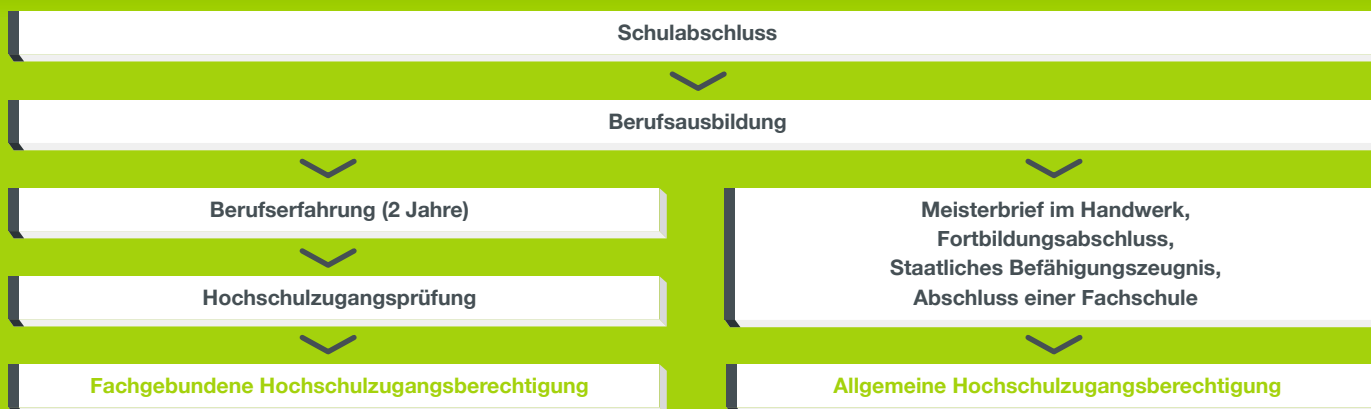 Schulabschluss
Berufsausbildung
Berufserfahrung (2 Jahre)
Hochschulzugangsprüfung
Fachgebundene Hochschulzugangsberechtigung
Meisterbrief im Handwerk,
Fortbildungsabschluss,
Staatliches Befähigungszeugnis,
Abschluss einer Fachschule
Allgemeine Hochschulzugangsberechtigung